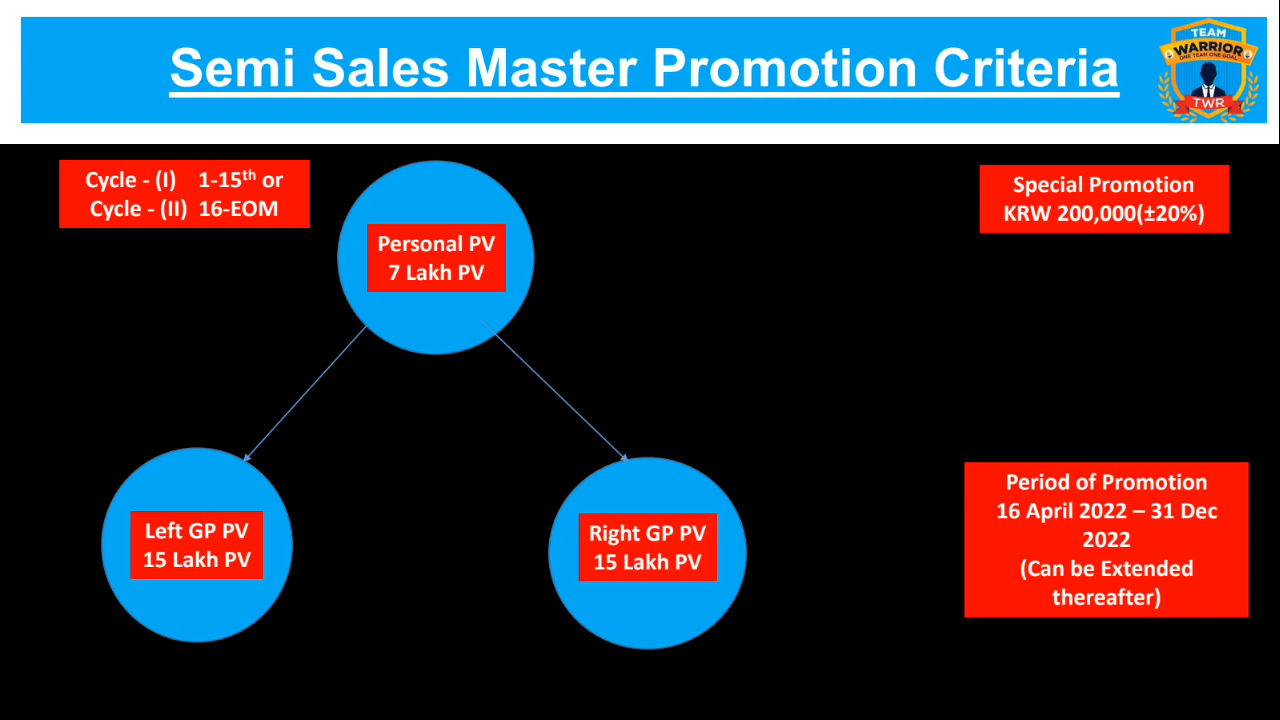 Semi Sales Master Promotion Criteria
TEAM
WARRIOR
ONE TEAM ONE GOAL
TWR
Cycle - (I) 1-15th or
Cycle - (II) 16-EOM
Personal PV
7 Lakh PV
Special Promotion
KRW 200,000(±20%)
Left GP PV
15 Lakh PV
Right GP PV
15 Lakh PV
Period of Promotion
16 April 2022 – 31 Dec
2022
(Can be Extended
thereafter)